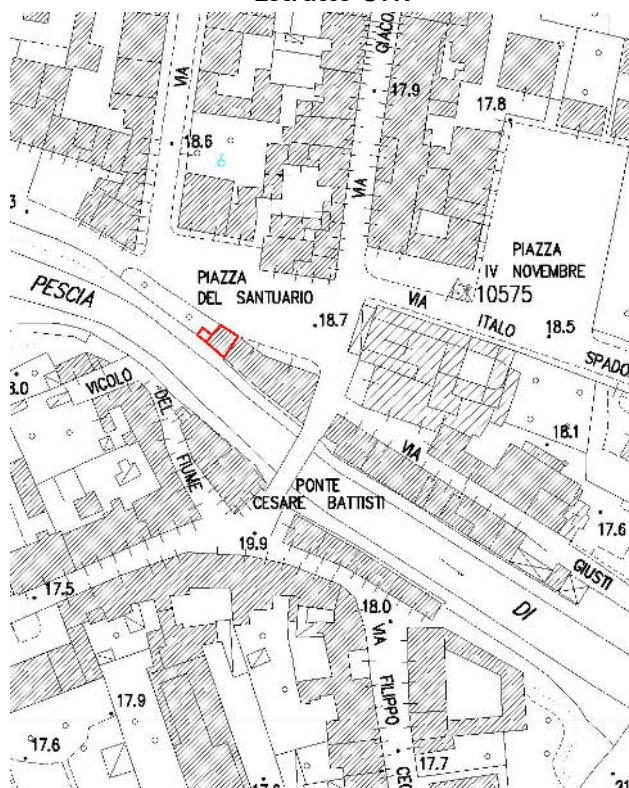 VIA
GIACO
17.9
17.8
18.6
VIA
PIAZZA
IV NOVEMBRE
10575
PESCIA
PIAZZA
DEL SANTUARIO
VIA
ITALO
SPADO
18.7
18.5
VICOLO
DEL
FIUME
VIA
18.1
PONTE
CESARE BATTISTI
17.6
GIUSTI
19.9
17.5
18.0
DI
VIA
FILIPPO
17.9
17.6
17.7